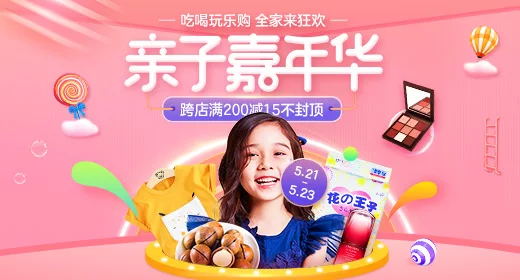 吃喝玩乐购 全家来狂欢
亲子嘉年华
跨店满200减15不封顶
5.21
-
5.23
花の王子